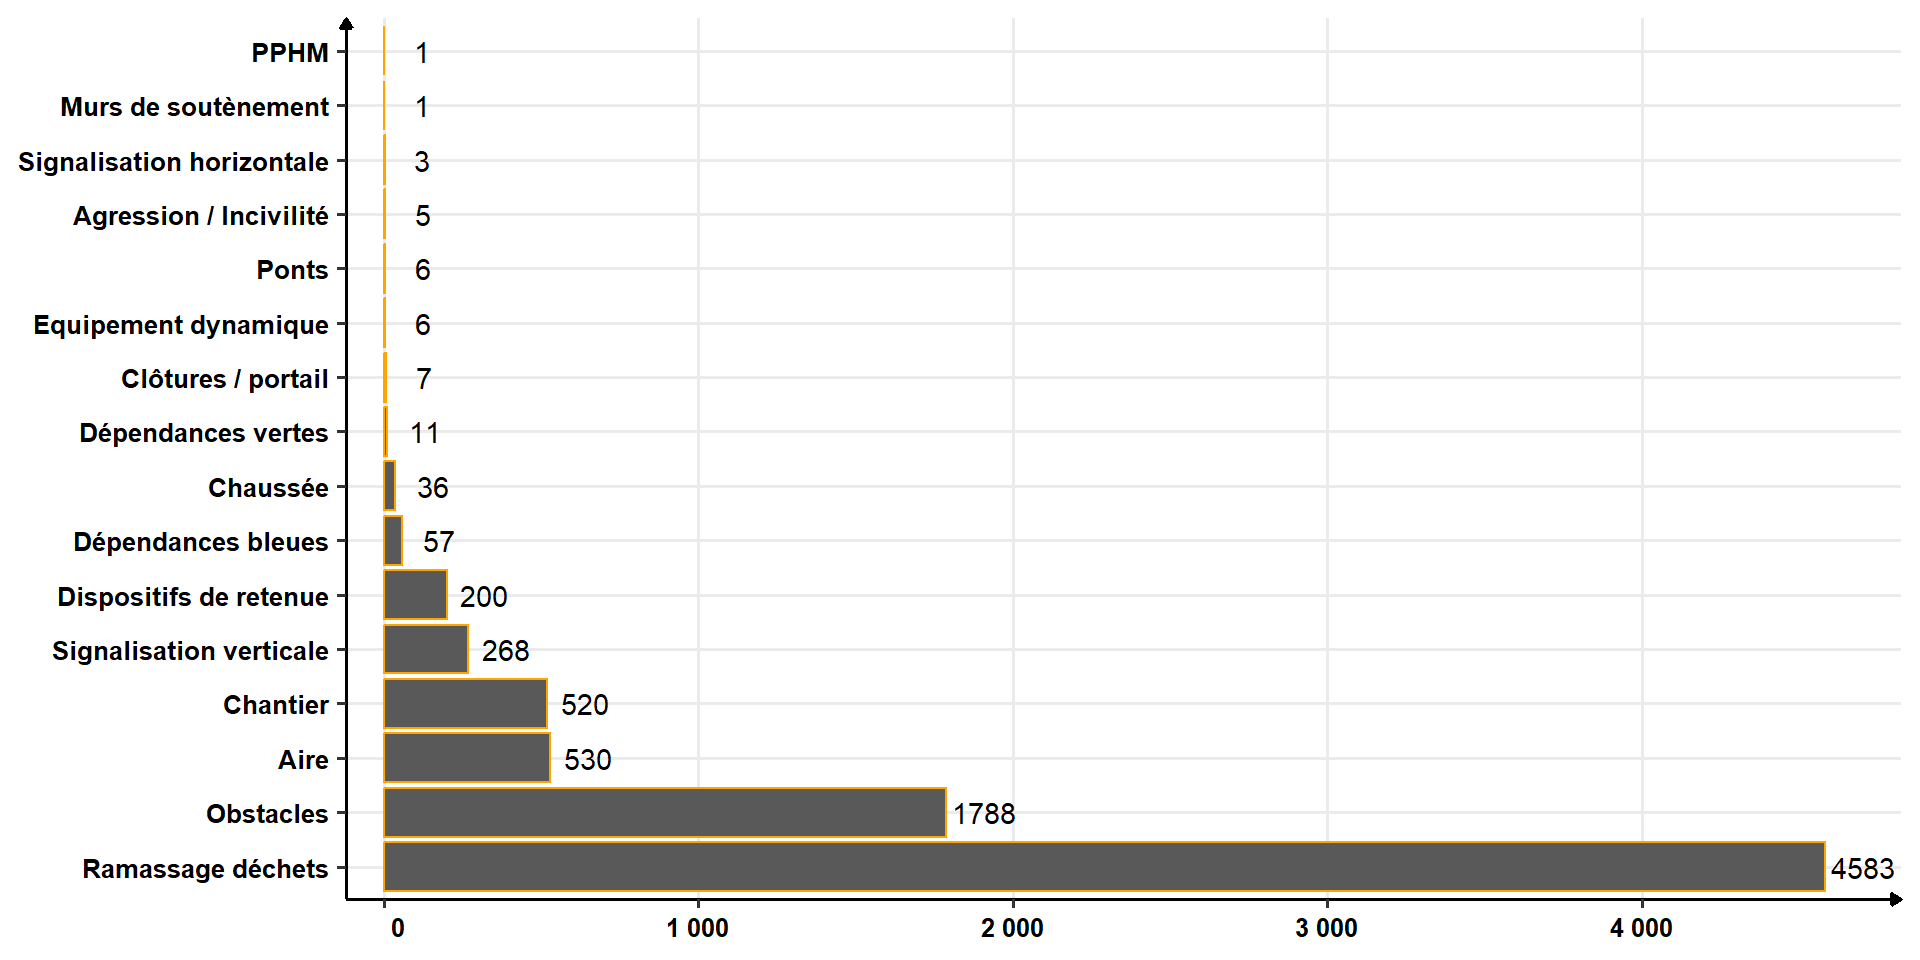 PPHM 1
Murs de soutènement 1
Signalisation horizontale 3
Agression / Incivilité 5
Ponts 6
Equipement dynamique 6
Clôtures / portail 7
Dépendances vertes 11
Chaussée 36
Dépendances bleues 57
Dispositifs de retenue 200
Signalisation verticale 268
Chantier 520
Aire 530
Obstacles 1788
Ramassage déchets 4583
0 1 000 2 000 3 000 4 000